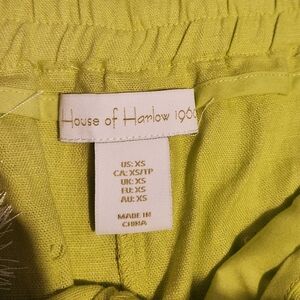 House of Harlow 1960
US: XS
CA: XS/TP
UK: XS
EU: XS
AU: XS
MADE IN
CHINA